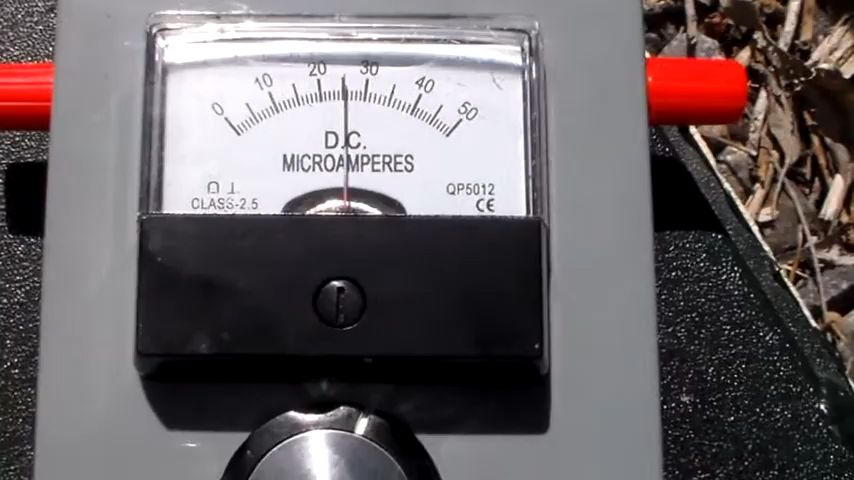 0 10 20 30 40 50
D.C.
MICROAMPERES
CLASS-2.5
QP5012
CE